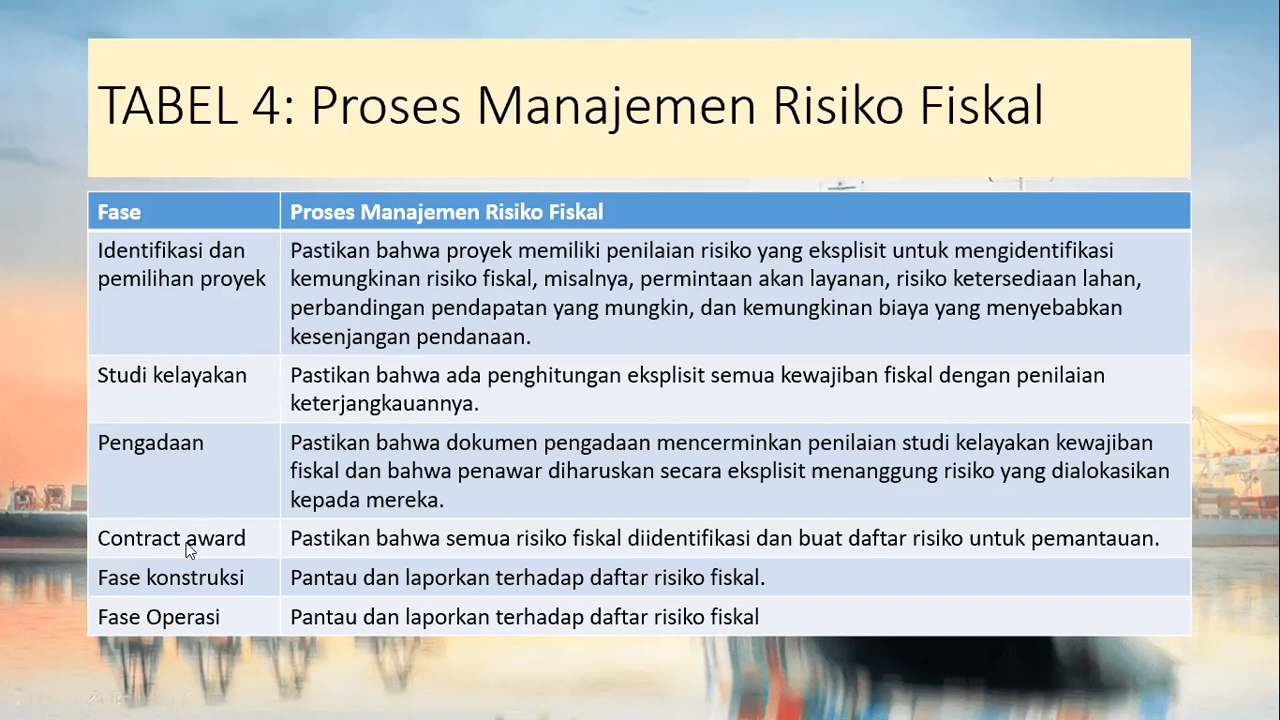 TABEL 4: Proses Manajemen Risiko Fiskal
Fase
Proses Manajemen Risiko Fiskal
Identifikasi dan
pemilihan proyek
Pastikan bahwa proyek memiliki penilaian risiko yang eksplisit untuk mengidentifikasi
kemungkinan risiko fiskal, misalnya, permintaan akan layanan, risiko ketersediaan lahan,
perbandingan pendapatan yang mungkin, dan kemungkinan biaya yang menyebabkan
kesenjangan pendanaan.
Studi kelayakan
Pastikan bahwa ada penghitungan eksplisit semua kewajiban fiskal dengan penilaian
keterjangkauannya.
Pengadaan
Pastikan bahwa dokumen pengadaan mencerminkan penilaian studi kelayakan kewajiban
fiskal dan bahwa penawar diharuskan secara eksplisit menanggung risiko yang dialokasikan
kepada mereka.
Contract award
Pastikan bahwa semua risiko fiskal diidentifikasi dan buat daftar risiko untuk pemantauan.
Fase konstruksi
Pantau dan laporkan terhadap daftar risiko fiskal.
Fase Operasi
Pantau dan laporkan terhadap daftar risiko fiskal